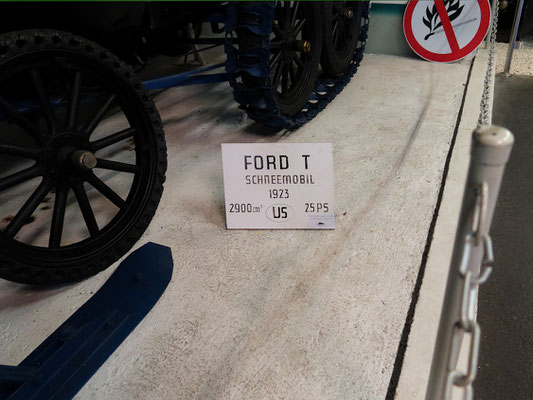 FORD T
SCHNEEMOBIL
1923
2900cm³ US 25PS